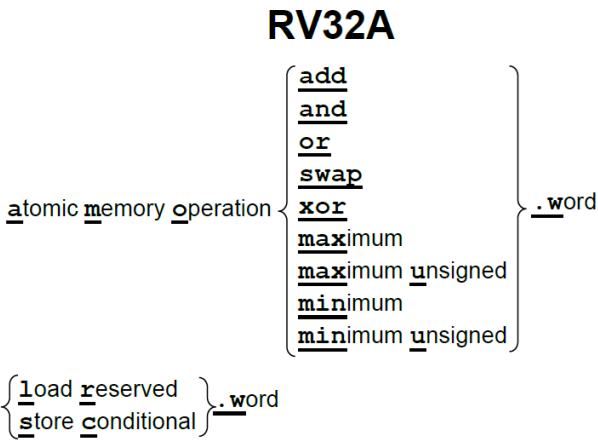 RV32A
add
and
or
swap
atomic memory operation
xor
.word
maximum
maximum unsigned
minimum
minimum unsigned
load reserved
store conditional
.word